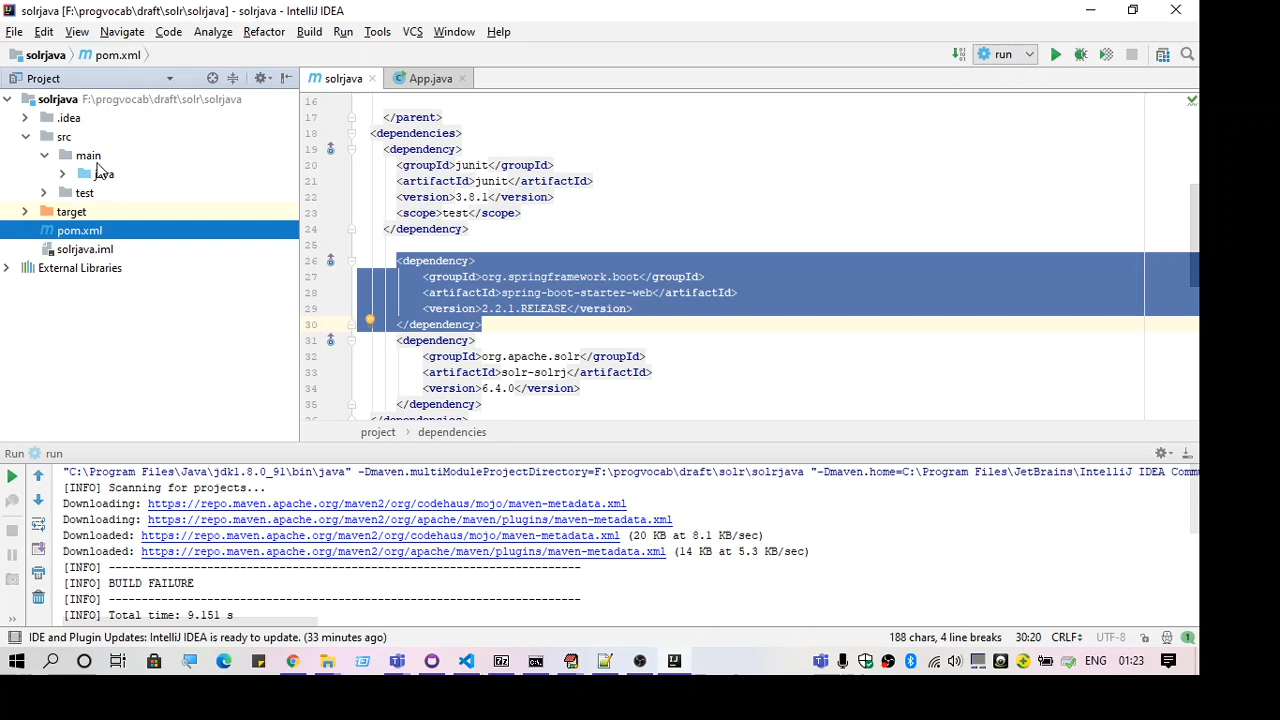 solrjava [F:\progvocab\draft\solr\solrjava] - solrjava - IntelliJ IDEA
File Edit View Navigate Code Analyze Refactor Build Run Tools VCS Window Help
solrjava pom.xml run
Project
solrjava App.java
solrjava F:\progvocab\draft\solr\solrjava
.idea
src
main
java
test
target
pom.xml
solrjava.iml
External Libraries
16
17 </parent>
18 <dependencies>
19 <dependency>
20 <groupId>junit</groupId>
21 <artifactId>junit</artifactId>
22 <version>3.8.1</version>
23 <scope>test</scope>
24 </dependency>
25
26 <dependency>
27 <groupId>org.springframework.boot</groupId>
28 <artifactId>spring-boot-starter-web</artifactId>
29 <version>2.2.1.RELEASE</version>
30 </dependency>
31 <dependency>
32 <groupId>org.apache.solr</groupId>
33 <artifactId>solr-solrj</artifactId>
34 <version>6.4.0</version>
35 </dependency>
</dependencies>
project dependencies
Run run
"C:\Program Files\Java\jdk1.8.0_91\bin\java" -Dmaven.multiModuleProjectDirectory=F:\progvocab\draft\solr\solrjava "-Dmaven.home=C:\Program Files\JetBrains\IntelliJ IDEA Commu
[INFO] Scanning for projects...
Downloading: https://repo.maven.apache.org/maven2/org/codehaus/mojo/maven-metadata.xml
Downloading: https://repo.maven.apache.org/maven2/org/apache/maven/plugins/maven-metadata.xml
Downloaded: https://repo.maven.apache.org/maven2/org/codehaus/mojo/maven-metadata.xml (20 KB at 8.1 KB/sec)
Downloaded: https://repo.maven.apache.org/maven2/org/apache/maven/plugins/maven-metadata.xml (14 KB at 5.3 KB/sec)
[INFO] ------------------------------------------------------------------------
[INFO] BUILD FAILURE
[INFO] ------------------------------------------------------------------------
[INFO] Total time: 9.151 s
IDE and Plugin Updates: IntelliJ IDEA is ready to update. (33 minutes ago) 188 chars, 4 line breaks 30:20 CRLF UTF-8 1
ENG 01:23